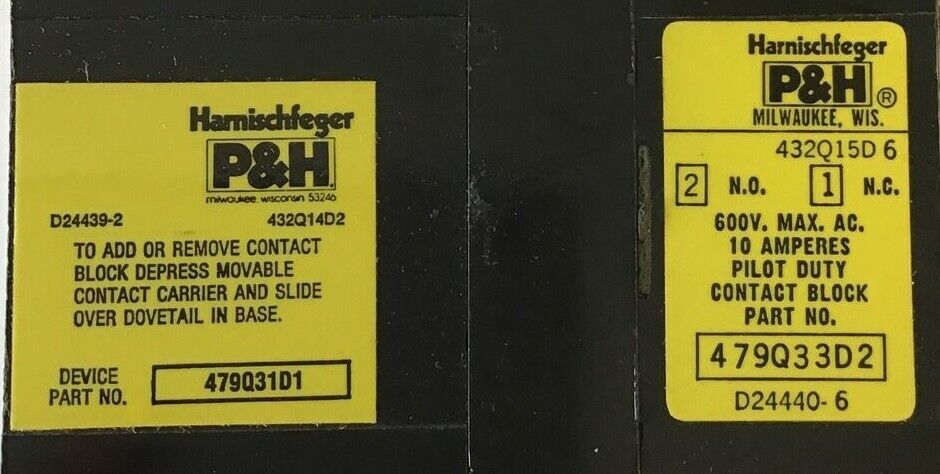 Harnischfeger
P&H
milwaukee, wisconsin 53246
D24439-2 432Q14D2
TO ADD OR REMOVE CONTACT
BLOCK DEPRESS MOVABLE
CONTACT CARRIER AND SLIDE
OVER DOVETAIL IN BASE.
DEVICE
PART NO. 479Q31D1
Harnischfeger
P&H®
MILWAUKEE, WIS.
432Q15D 6
2 N.O. 1 N.C.
600V. MAX. AC.
10 AMPERES
PILOT DUTY
CONTACT BLOCK
PART NO.
479Q33D2
D24440-6